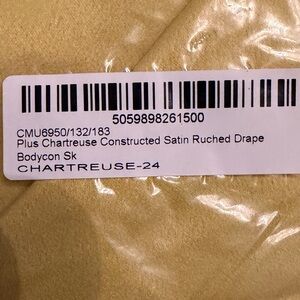 5059898261500
CMU6950/132/183
Plus Chartreuse Constructed Satin Ruched Drape
Bodycon Sk
CHARTREUSE-24